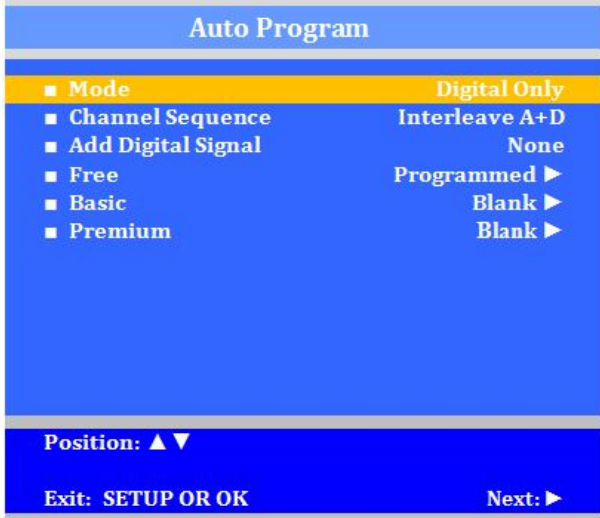 Auto Program
■ Mode Digital Only
■ Channel Sequence Interleave A+D
■ Add Digital Signal None
■ Free Programmed ►
■ Basic Blank ►
■ Premium Blank ►
Position: ▲▼
Exit: SETUP OR OK Next: ►